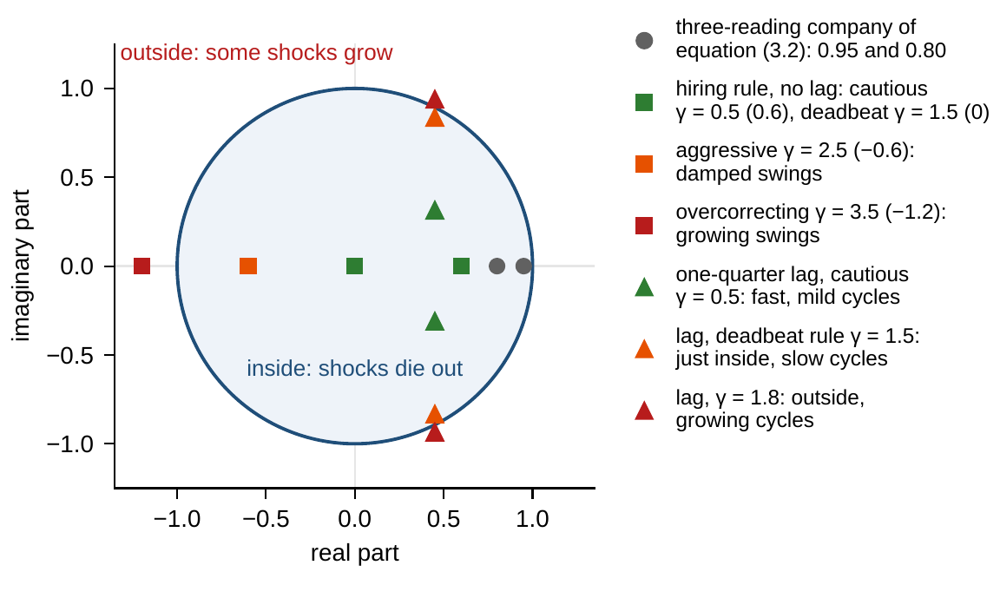 outside: some shocks grow
1.0
0.5
0.0
−0.5
−1.0
imaginary part
inside: shocks die out
−1.0
−0.5
0.0
0.5
1.0
real part
three-reading company of
equation (3.2): 0.95 and 0.80
hiring rule, no lag: cautious
γ = 0.5 (0.6), deadbeat γ = 1.5 (0)
aggressive γ = 2.5 (−0.6):
damped swings
overcorrecting γ = 3.5 (−1.2):
growing swings
one-quarter lag, cautious
γ = 0.5: fast, mild cycles
lag, deadbeat rule γ = 1.5:
just inside, slow cycles
lag, γ = 1.8: outside,
growing cycles